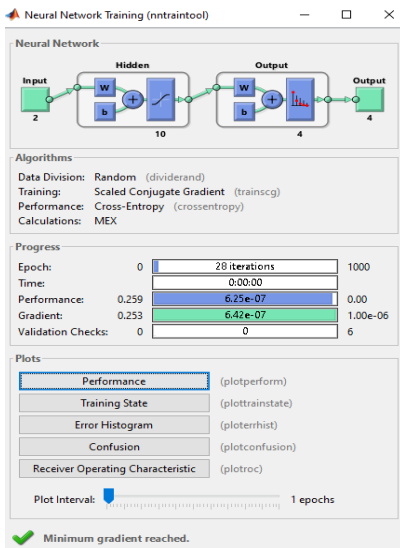 Neural Network Training (nntraintool)
Neural Network
Hidden Output
Input Output
W W
b b
2 10 4 4
Algorithms
Data Division: Random (dividerand)
Training: Scaled Conjugate Gradient (trainscg)
Performance: Cross-Entropy (crossentropy)
Calculations: MEX
Progress
Epoch: 0 28 iterations 1000
Time: 0:00:00
Performance: 0.259 6.25e-07 0.00
Gradient: 0.253 6.42e-07 1.00e-06
Validation Checks: 0 0 6
Plots
Performance (plotperform)
Training State (plottrainstate)
Error Histogram (ploterrhist)
Confusion (plotconfusion)
Receiver Operating Characteristic (plotroc)
Plot Interval: 1 epochs
Minimum gradient reached.